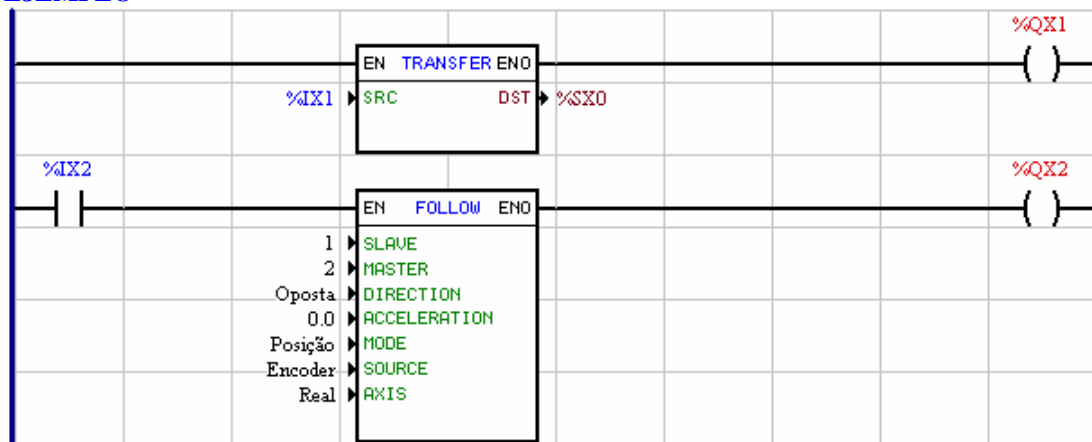 %QX1
EN TRANSFER ENO
%IX1 SRC DST %SX0
%IX2 %QX2
EN FOLLOW ENO
1 SLAVE
2 MASTER
Oposta DIRECTION
0.0 ACCELERATION
Posição MODE
Encoder SOURCE
Real AXIS